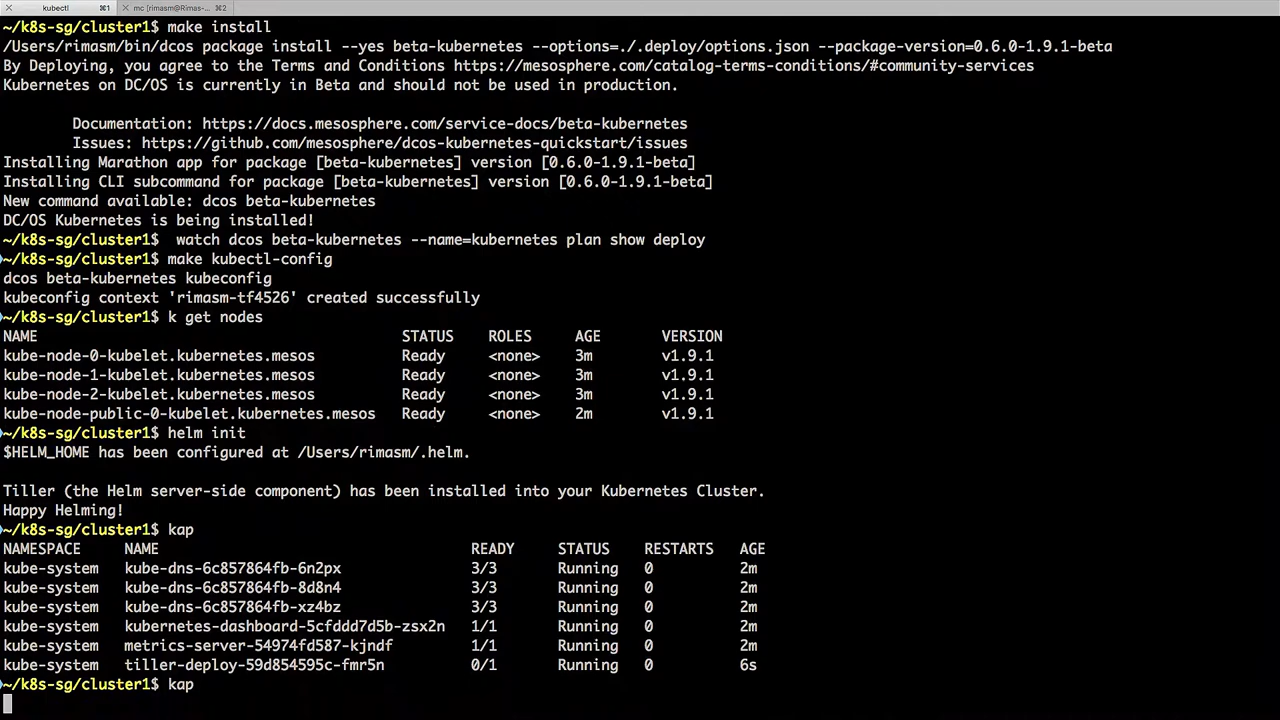 kubectl ⌘1 mc [rimasm@Rimas-... ⌘2
~/k8s-sg/cluster1$ make install
/Users/rimasm/bin/dcos package install --yes beta-kubernetes --options=./.deploy/options.json --package-version=0.6.0-1.9.1-beta
By Deploying, you agree to the Terms and Conditions https://mesosphere.com/catalog-terms-conditions/#community-services
Kubernetes on DC/OS is currently in Beta and should not be used in production.
Documentation: https://docs.mesosphere.com/service-docs/beta-kubernetes
Issues: https://github.com/mesosphere/dcos-kubernetes-quickstart/issues
Installing Marathon app for package [beta-kubernetes] version [0.6.0-1.9.1-beta]
Installing CLI subcommand for package [beta-kubernetes] version [0.6.0-1.9.1-beta]
New command available: dcos beta-kubernetes
DC/OS Kubernetes is being installed!
~/k8s-sg/cluster1$  watch dcos beta-kubernetes --name=kubernetes plan show deploy
~/k8s-sg/cluster1$ make kubectl-config
dcos beta-kubernetes kubeconfig
kubeconfig context 'rimasm-tf4526' created successfully
~/k8s-sg/cluster1$ k get nodes
NAME STATUS ROLES AGE VERSION
kube-node-0-kubelet.kubernetes.mesos Ready <none> 3m v1.9.1
kube-node-1-kubelet.kubernetes.mesos Ready <none> 3m v1.9.1
kube-node-2-kubelet.kubernetes.mesos Ready <none> 3m v1.9.1
kube-node-public-0-kubelet.kubernetes.mesos Ready <none> 2m v1.9.1
~/k8s-sg/cluster1$ helm init
$HELM_HOME has been configured at /Users/rimasm/.helm.
Tiller (the Helm server-side component) has been installed into your Kubernetes Cluster.
Happy Helming!
~/k8s-sg/cluster1$ kap
NAMESPACE NAME READY STATUS RESTARTS AGE
kube-system kube-dns-6c857864fb-6n2px 3/3 Running 0 2m
kube-system kube-dns-6c857864fb-8d8n4 3/3 Running 0 2m
kube-system kube-dns-6c857864fb-xz4bz 3/3 Running 0 2m
kube-system kubernetes-dashboard-5cfddd7d5b-zsx2n 1/1 Running 0 2m
kube-system metrics-server-54974fd587-kjndf 1/1 Running 0 2m
kube-system tiller-deploy-59d854595c-fmr5n 0/1 Running 0 6s
~/k8s-sg/cluster1$ kap